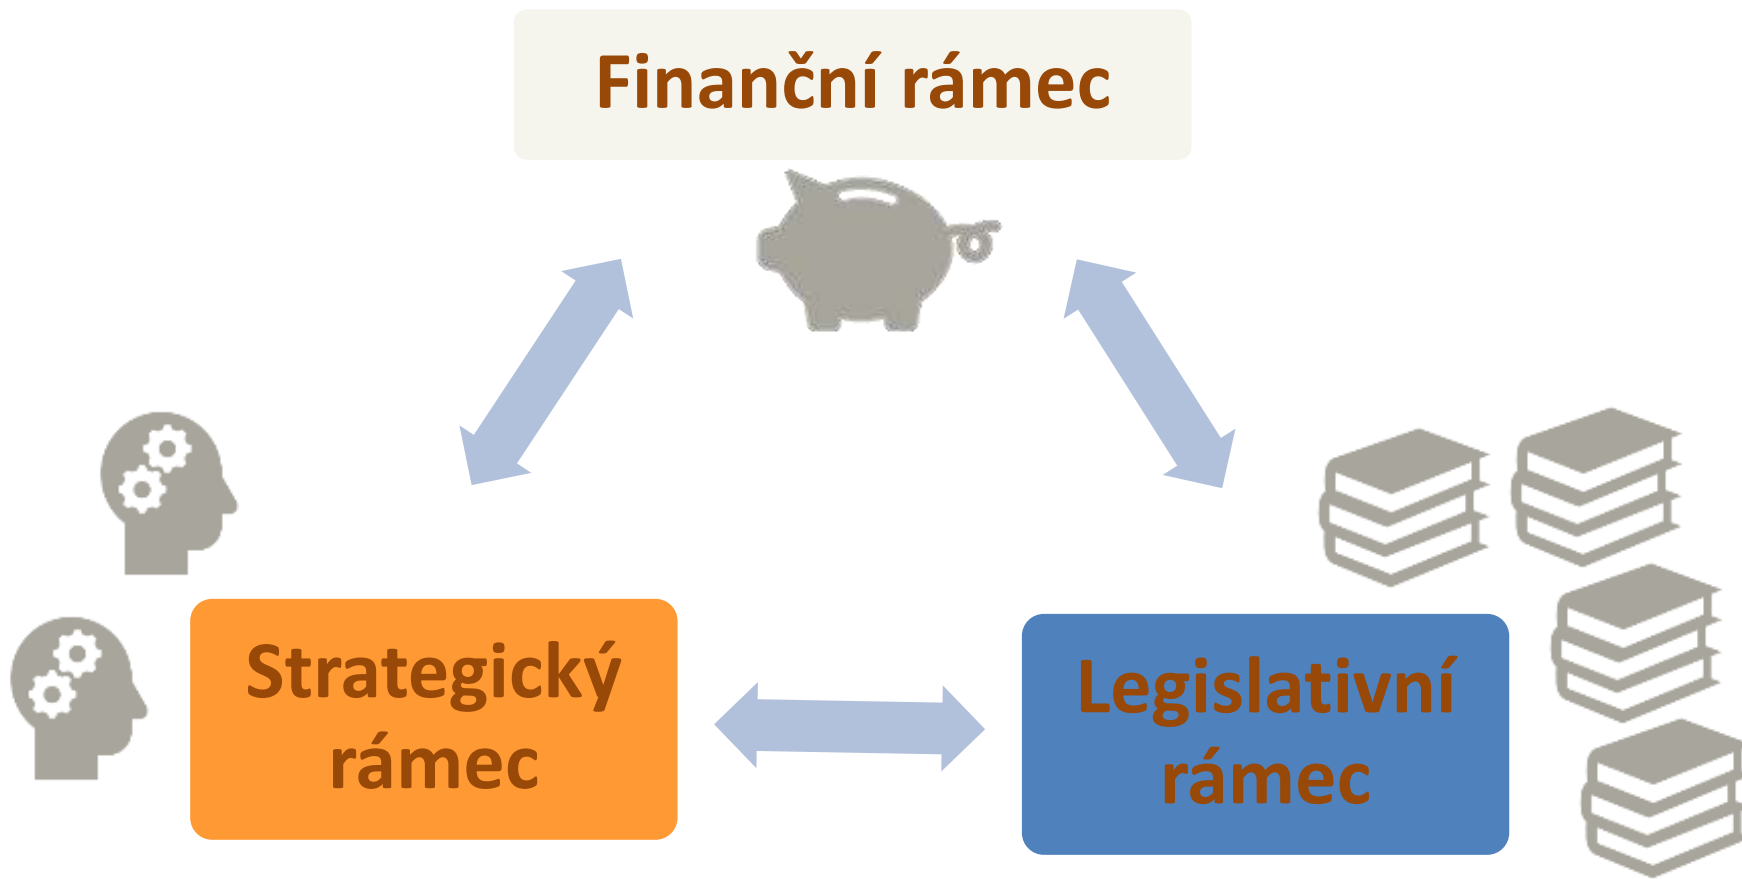 Finanční rámec
Strategický
rámec
Legislativní
rámec